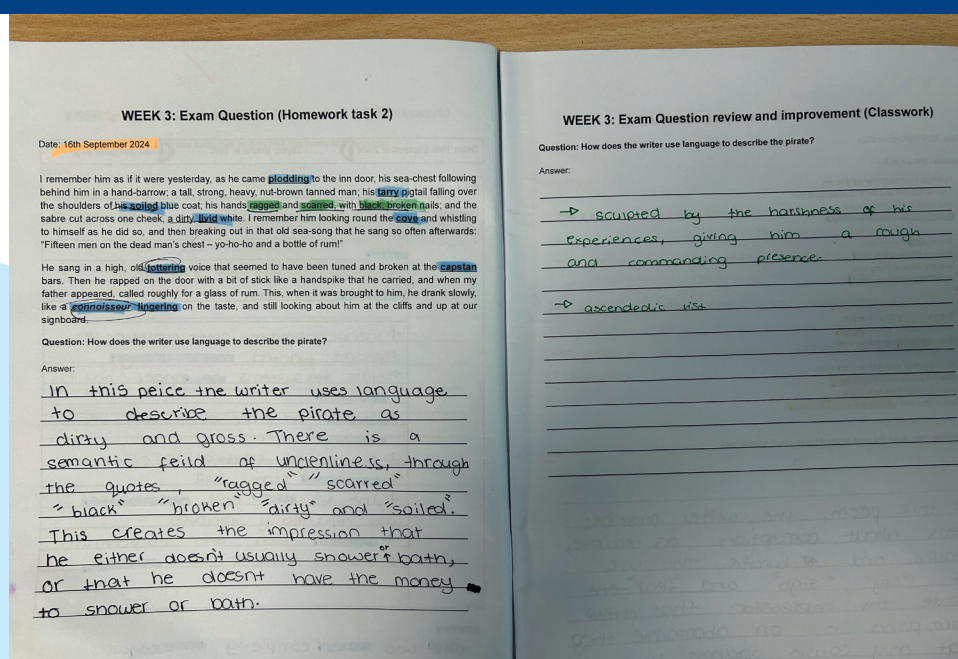 WEEK 3: Exam Question (Homework task 2)
Date: 16th September 2024
I remember him as if it were yesterday, as he came plodding to the inn door, his sea-chest following
behind him in a hand-barrow; a tall, strong, heavy, nut-brown tanned man; his tarry pigtail falling over
the shoulders of his soiled blue coat; his hands ragged and scarred, with black, broken nails; and the
sabre cut across one cheek, a dirty, livid white. I remember him looking round the cove and whistling
to himself as he did so, and then breaking out in that old sea-song that he sang so often afterwards:
"Fifteen men on the dead man's chest – yo-ho-ho and a bottle of rum!"
He sang in a high, old tottering voice that seemed to have been tuned and broken at the capstan
bars. Then he rapped on the door with a bit of stick like a handspike that he carried, and when my
father appeared, called roughly for a glass of rum. This, when it was brought to him, he drank slowly,
like a connoisseur lingering on the taste, and still looking about him at the cliffs and up at our
signboard.
Question: How does the writer use language to describe the pirate?
Answer:
In this peice the writer uses language
to describe the pirate as
dirty and gross. There is a
semantic feild of unclenliness, through
the quotes, "ragged" "scarred"
"black" "broken" "dirty" and "soiled".
This creates the impression that
he either doesn't usually shower or bath,
or that he doesnt have the money
to shower or bath.
WEEK 3: Exam Question review and improvement (Classwork)
Question: How does the writer use language to describe the pirate?
Answer:
→ sculpted by the harshness of his
experiences, giving him a rough
and commanding presence.
→ ascendedic list